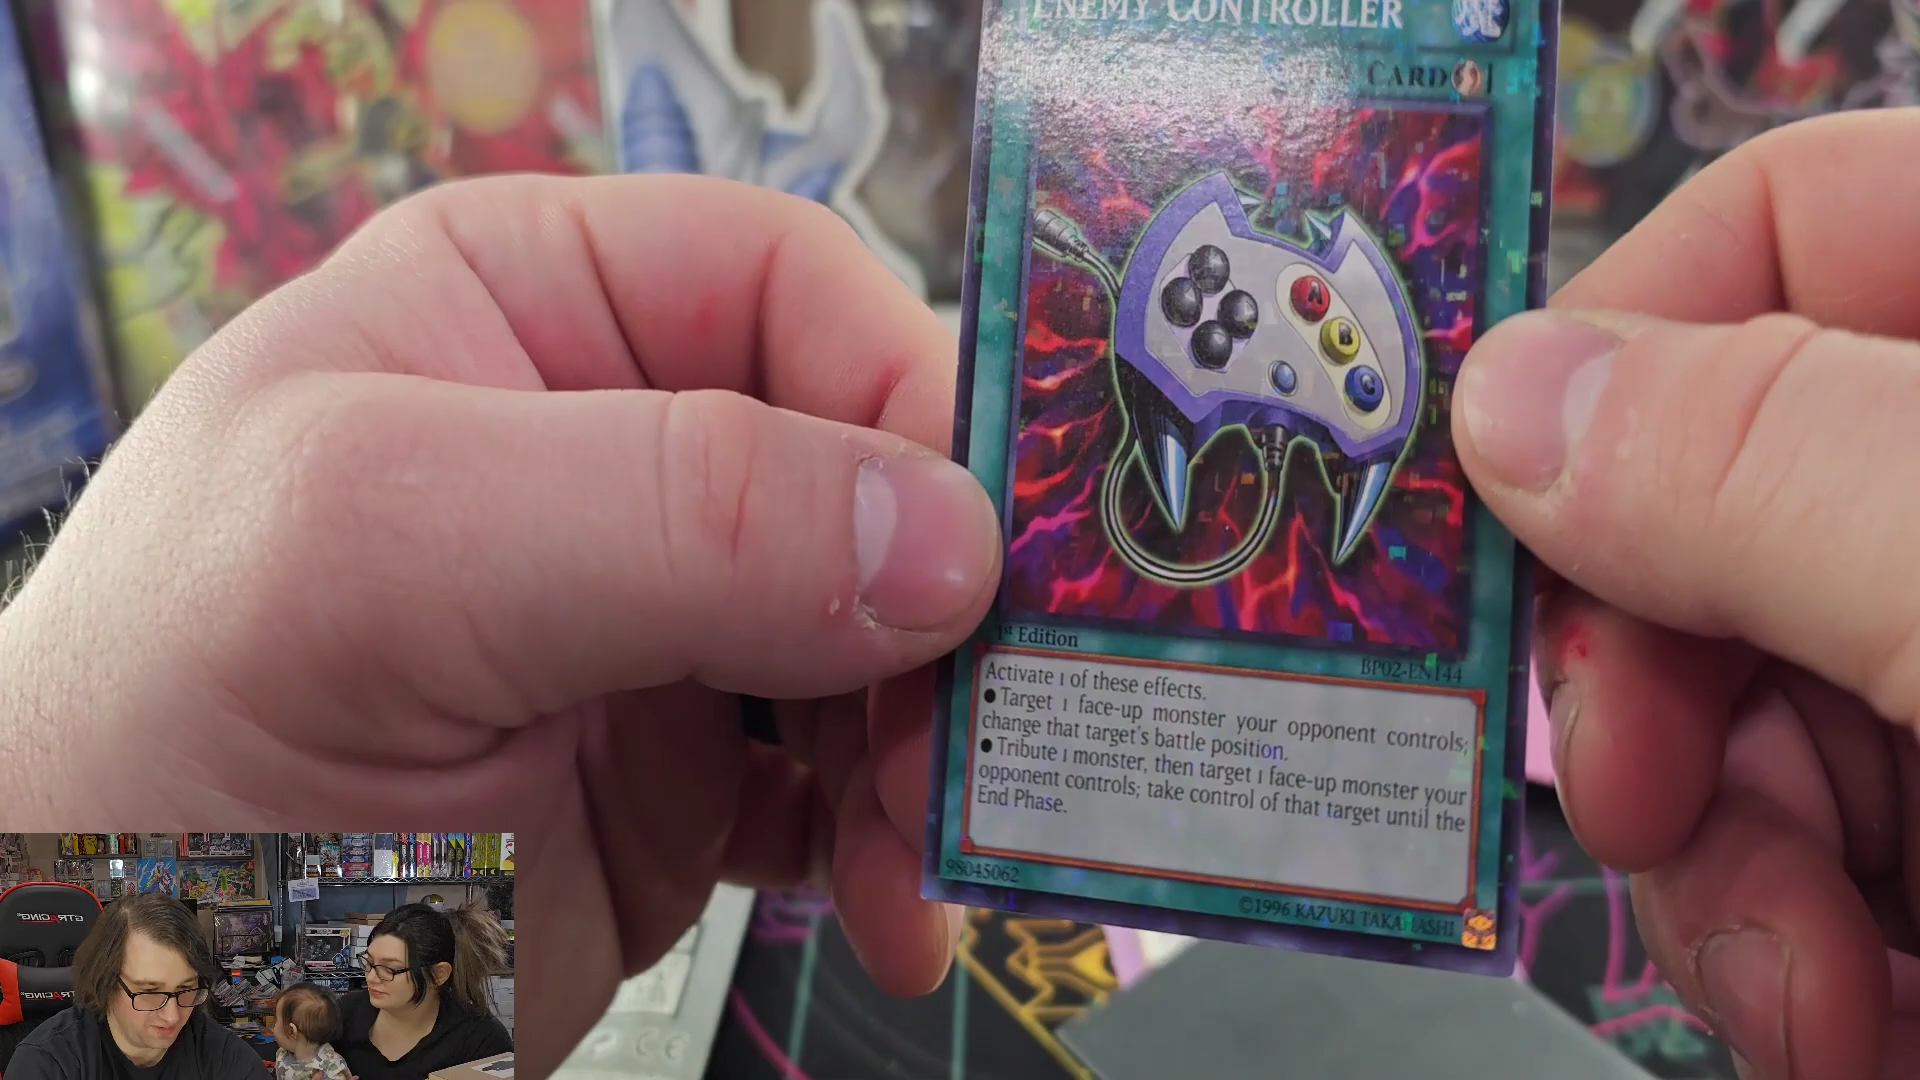 ENEMY CONTROLLER
CARD
A
B
C
1st Edition
BP02-EN144
Activate 1 of these effects.
●Target 1 face-up monster your opponent controls;
change that target's battle position.
●Tribute 1 monster, then target 1 face-up monster your
opponent controls; take control of that target until the
End Phase.
98045062
©1996 KAZUKI TAKAHASHI
GTRACING
GTRACING